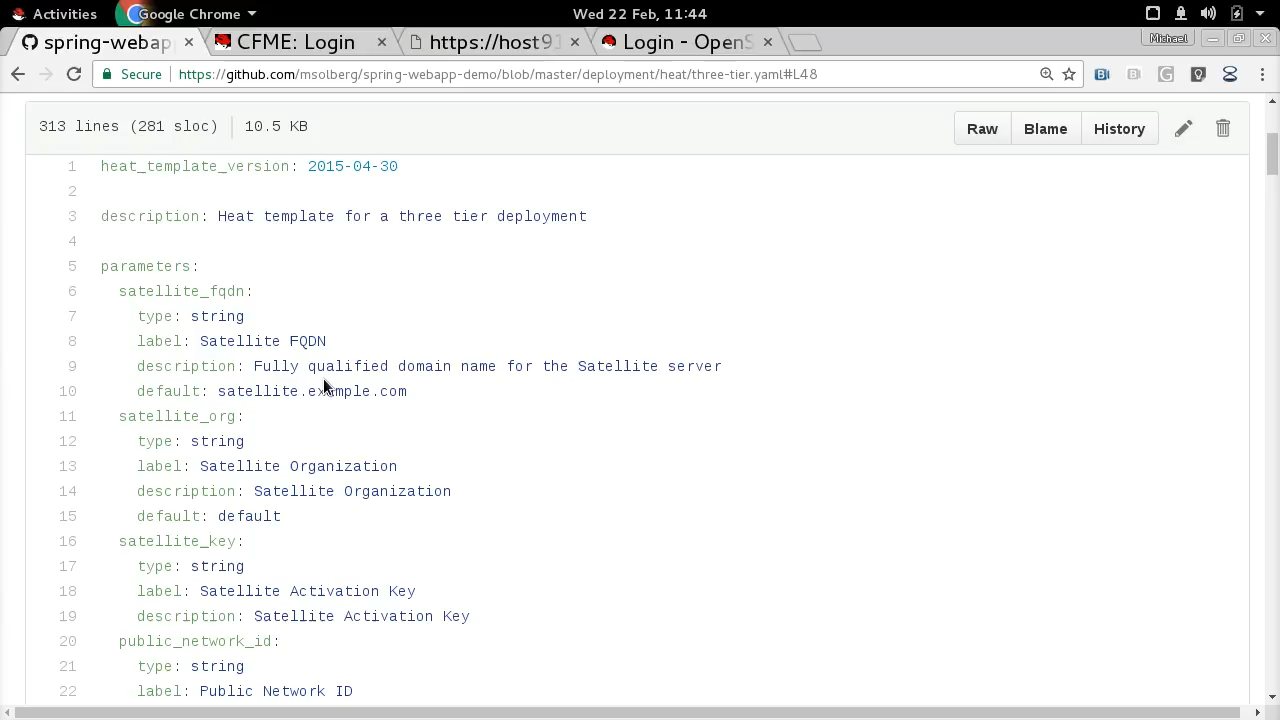 Activities Google Chrome Wed 22 Feb, 11:44
spring-webap CFME: Login https://host9 Login - OpenS Michael
Secure https://github.com/msolberg/spring-webapp-demo/blob/master/deployment/heat/three-tier.yaml#L48
313 lines (281 sloc) 10.5 KB Raw Blame History
1 heat_template_version: 2015-04-30
2
3 description: Heat template for a three tier deployment
4
5 parameters:
6 satellite_fqdn:
7 type: string
8 label: Satellite FQDN
9 description: Fully qualified domain name for the Satellite server
10 default: satellite.example.com
11 satellite_org:
12 type: string
13 label: Satellite Organization
14 description: Satellite Organization
15 default: default
16 satellite_key:
17 type: string
18 label: Satellite Activation Key
19 description: Satellite Activation Key
20 public_network_id:
21 type: string
22 label: Public Network ID